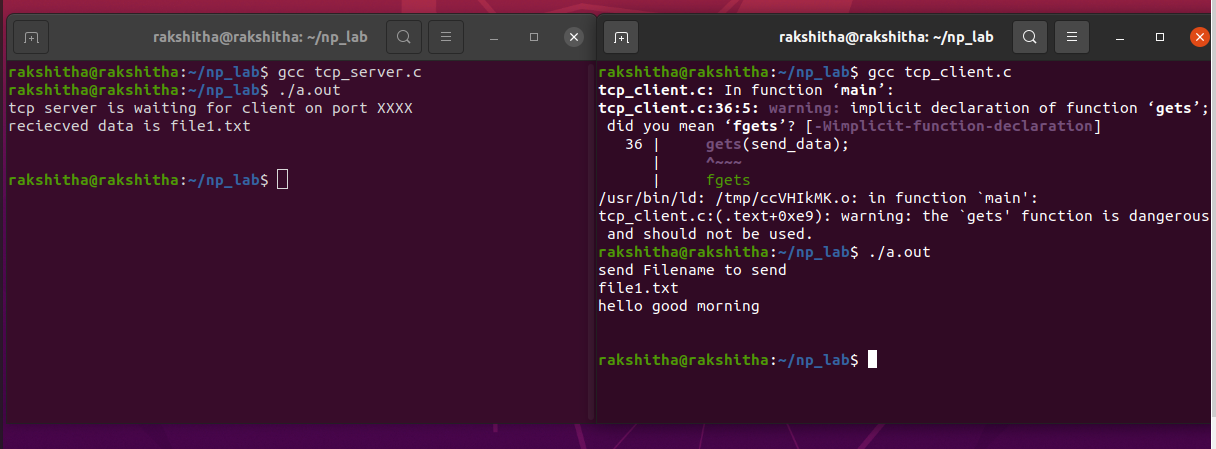 rakshitha@rakshitha: ~/np_lab
rakshitha@rakshitha:~/np_lab$ gcc tcp_server.c
rakshitha@rakshitha:~/np_lab$ ./a.out
tcp server is waiting for client on port XXXX
reciecved data is file1.txt
rakshitha@rakshitha:~/np_lab$
rakshitha@rakshitha: ~/np_lab
rakshitha@rakshitha:~/np_lab$ gcc tcp_client.c
tcp_client.c: In function ‘main’:
tcp_client.c:36:5: warning: implicit declaration of function ‘gets’;
 did you mean ‘fgets’? [-Wimplicit-function-declaration]
   36 |     gets(send_data);
      |     ^~~~
      |     fgets
/usr/bin/ld: /tmp/ccVHIkMK.o: in function `main':
tcp_client.c:(.text+0xe9): warning: the `gets' function is dangerous
 and should not be used.
rakshitha@rakshitha:~/np_lab$ ./a.out
send Filename to send
file1.txt
hello good morning
rakshitha@rakshitha:~/np_lab$